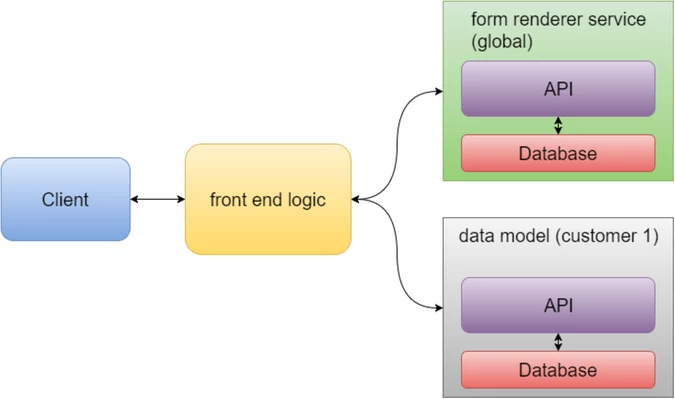 Client
front end logic
form renderer service
(global)
API
Database
data model (customer 1)
API
Database